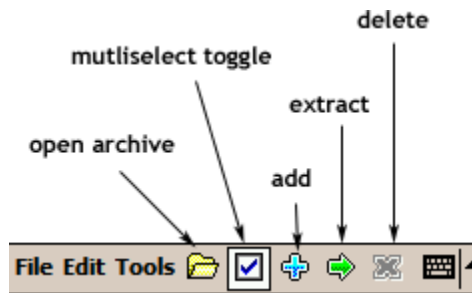 delete
mutliselect toggle
extract
open archive
add
File Edit Tools